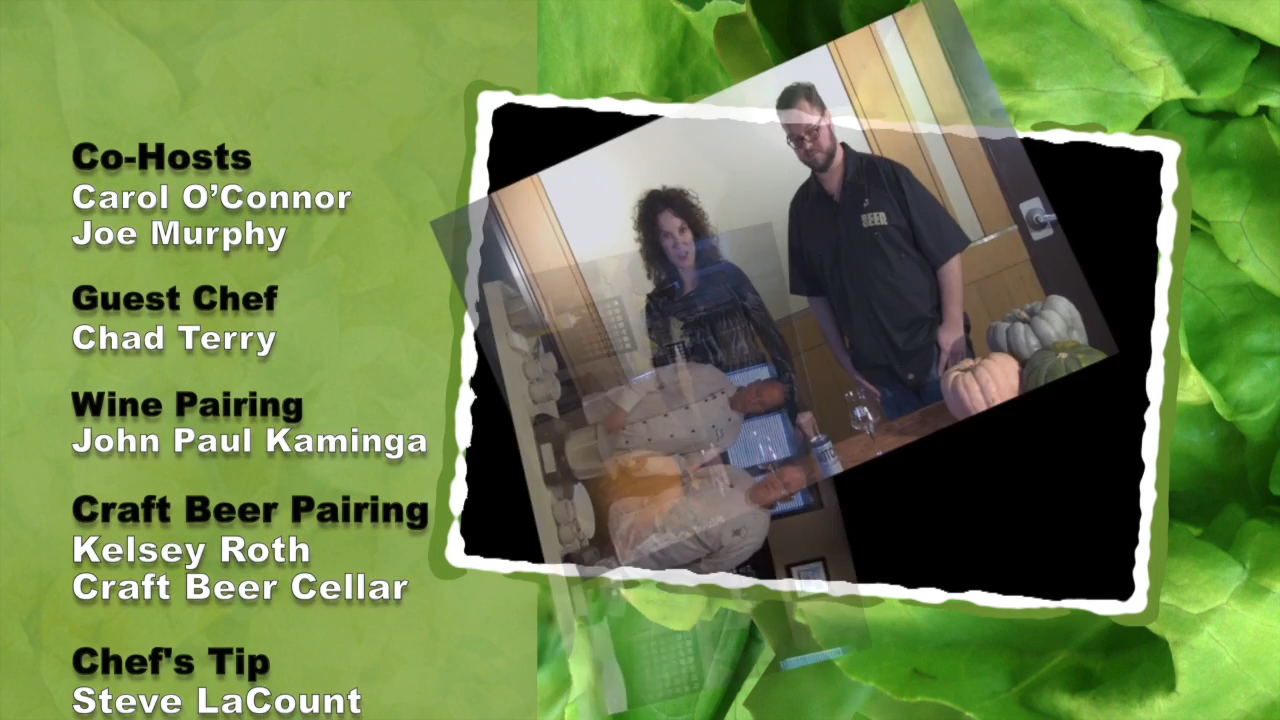 Co-Hosts
Carol O’Connor
Joe Murphy
Guest Chef
Chad Terry
Wine Pairing
John Paul Kaminga
Craft Beer Pairing
Kelsey Roth
Craft Beer Cellar
Chef's Tip
Steve LaCount
BEER